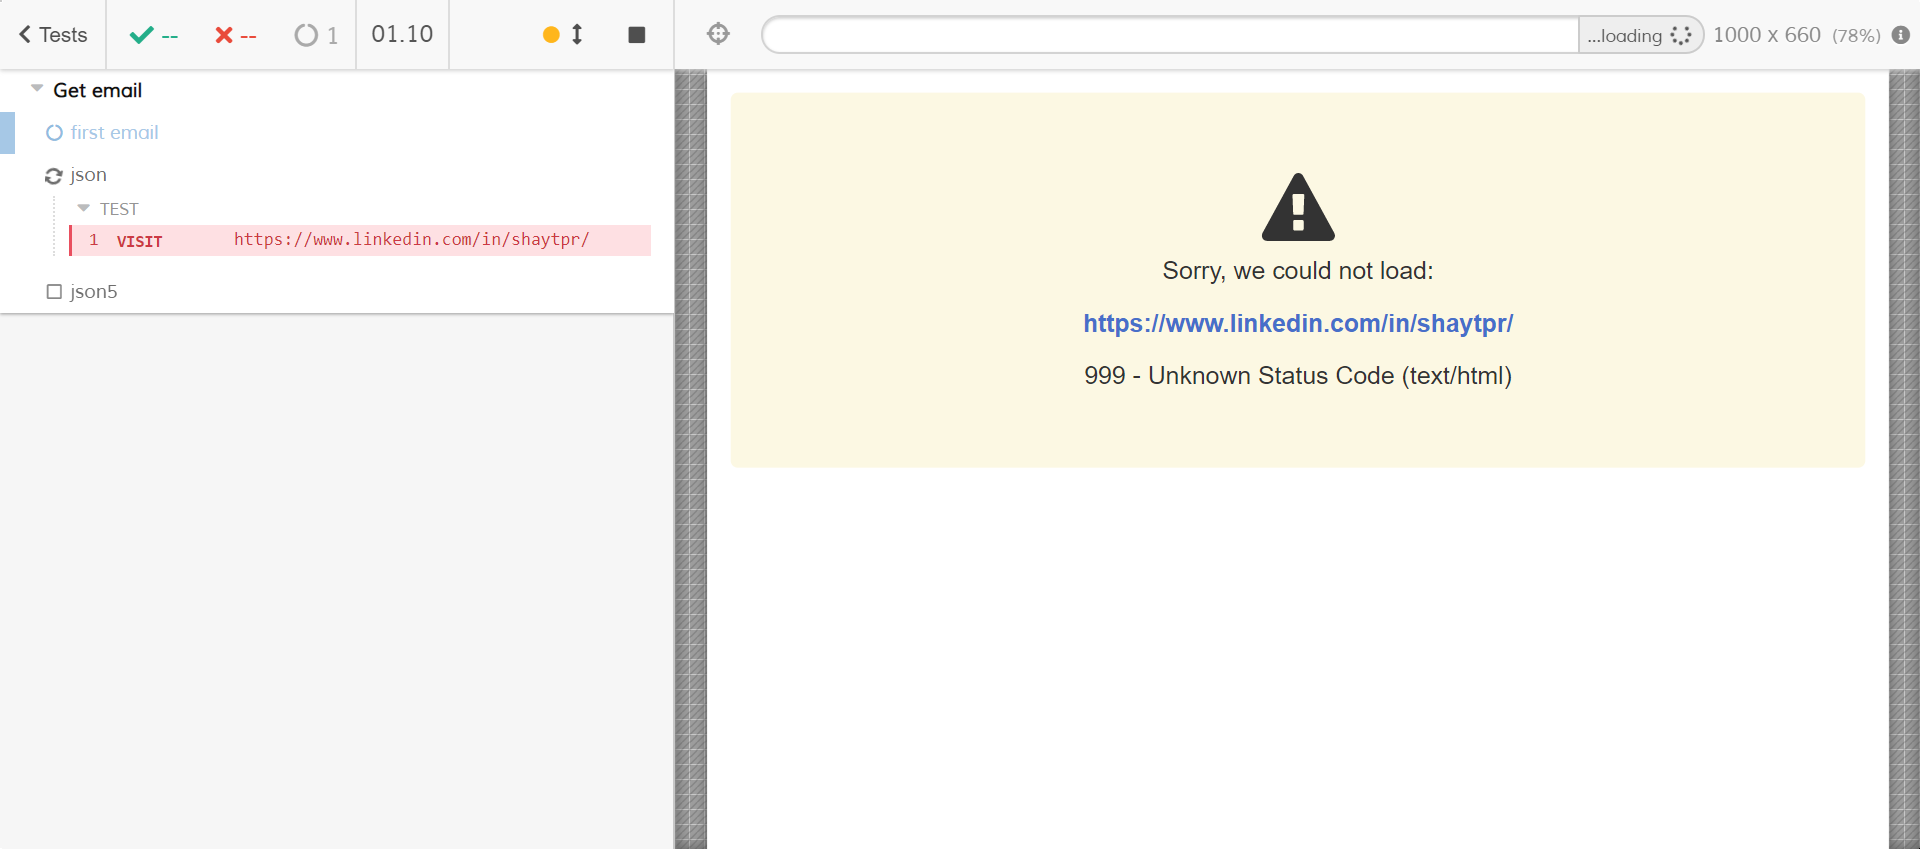 Tests
--
--
1
01.10
...loading
1000 x 660 (78%)
Get email
first email
json
TEST
1 VISIT https://www.linkedin.com/in/shaytpr/
json5
Sorry, we could not load:
https://www.linkedin.com/in/shaytpr/
999 - Unknown Status Code (text/html)